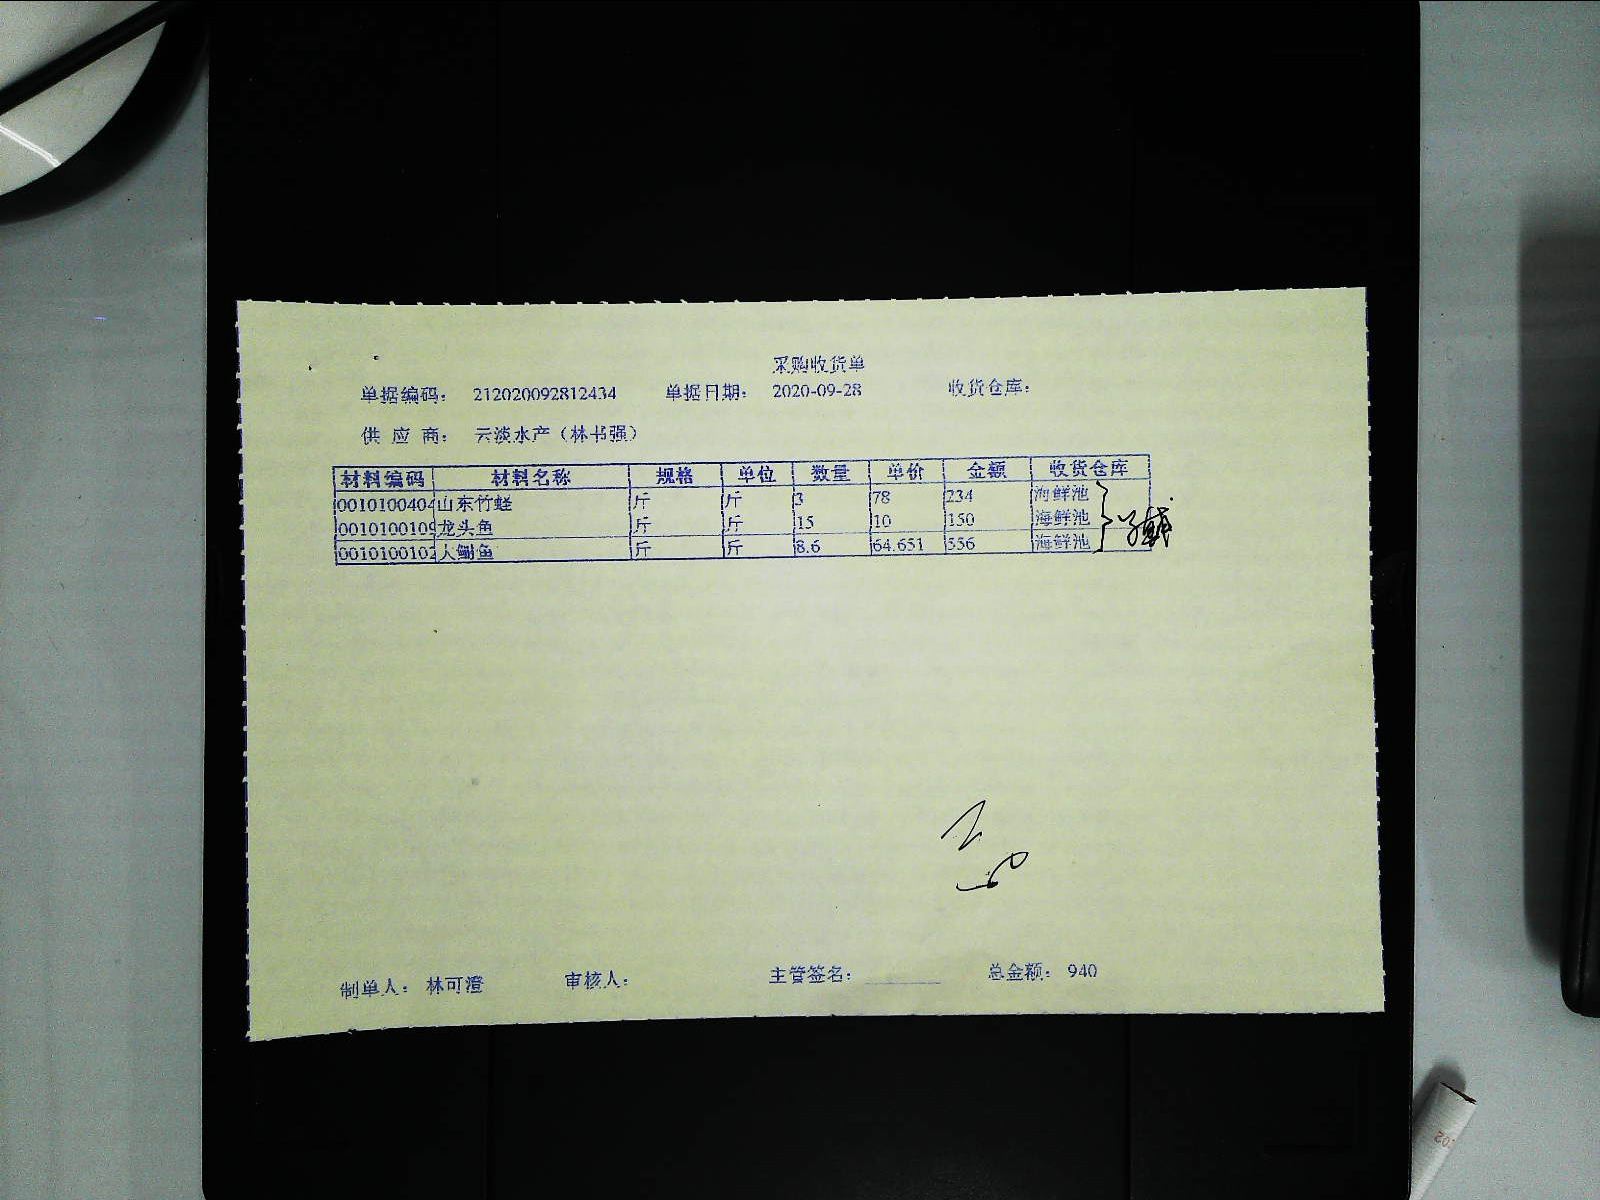 采购收货单
单据编码： 212020092812434 单据日期： 2020-09-28 收货仓库：
供 应 商： 云淡水产（林书强）
材料编码 材料名称 规格 单位 数量 单价 金额 收货仓库
0010100404 山东竹蛏 斤 斤 3 78 234 海鲜池
001010010 龙头鱼 斤 斤 15 10 150 海鲜池
0010100102 人鲷鱼 斤 斤 8.6 64.651 556 海鲜池
制单人： 林可澄 审核人： 主管签名： 总金额： 940